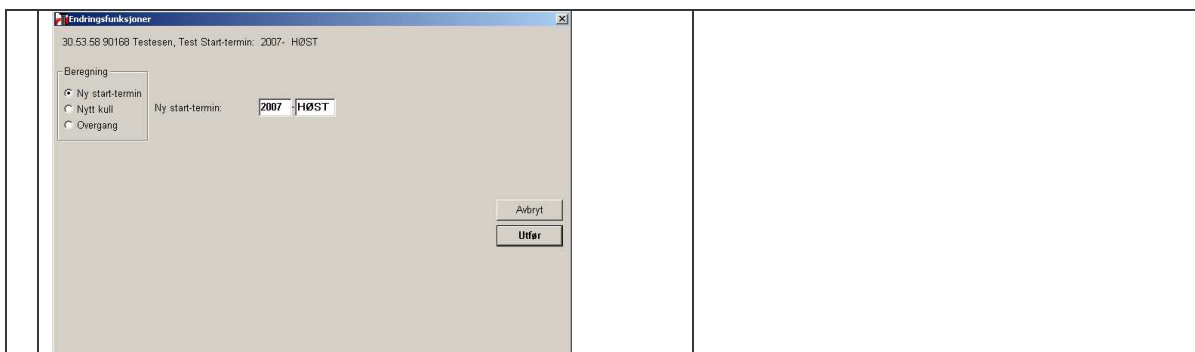 Endringsfunksjoner
30.53.58 90168 Testesen, Test Start-termin: 2007- HØST
Beregning
Ny start-termin
Nytt kull
Overgang
Ny start-termin: 2007 - HØST
Avbryt
Utfør